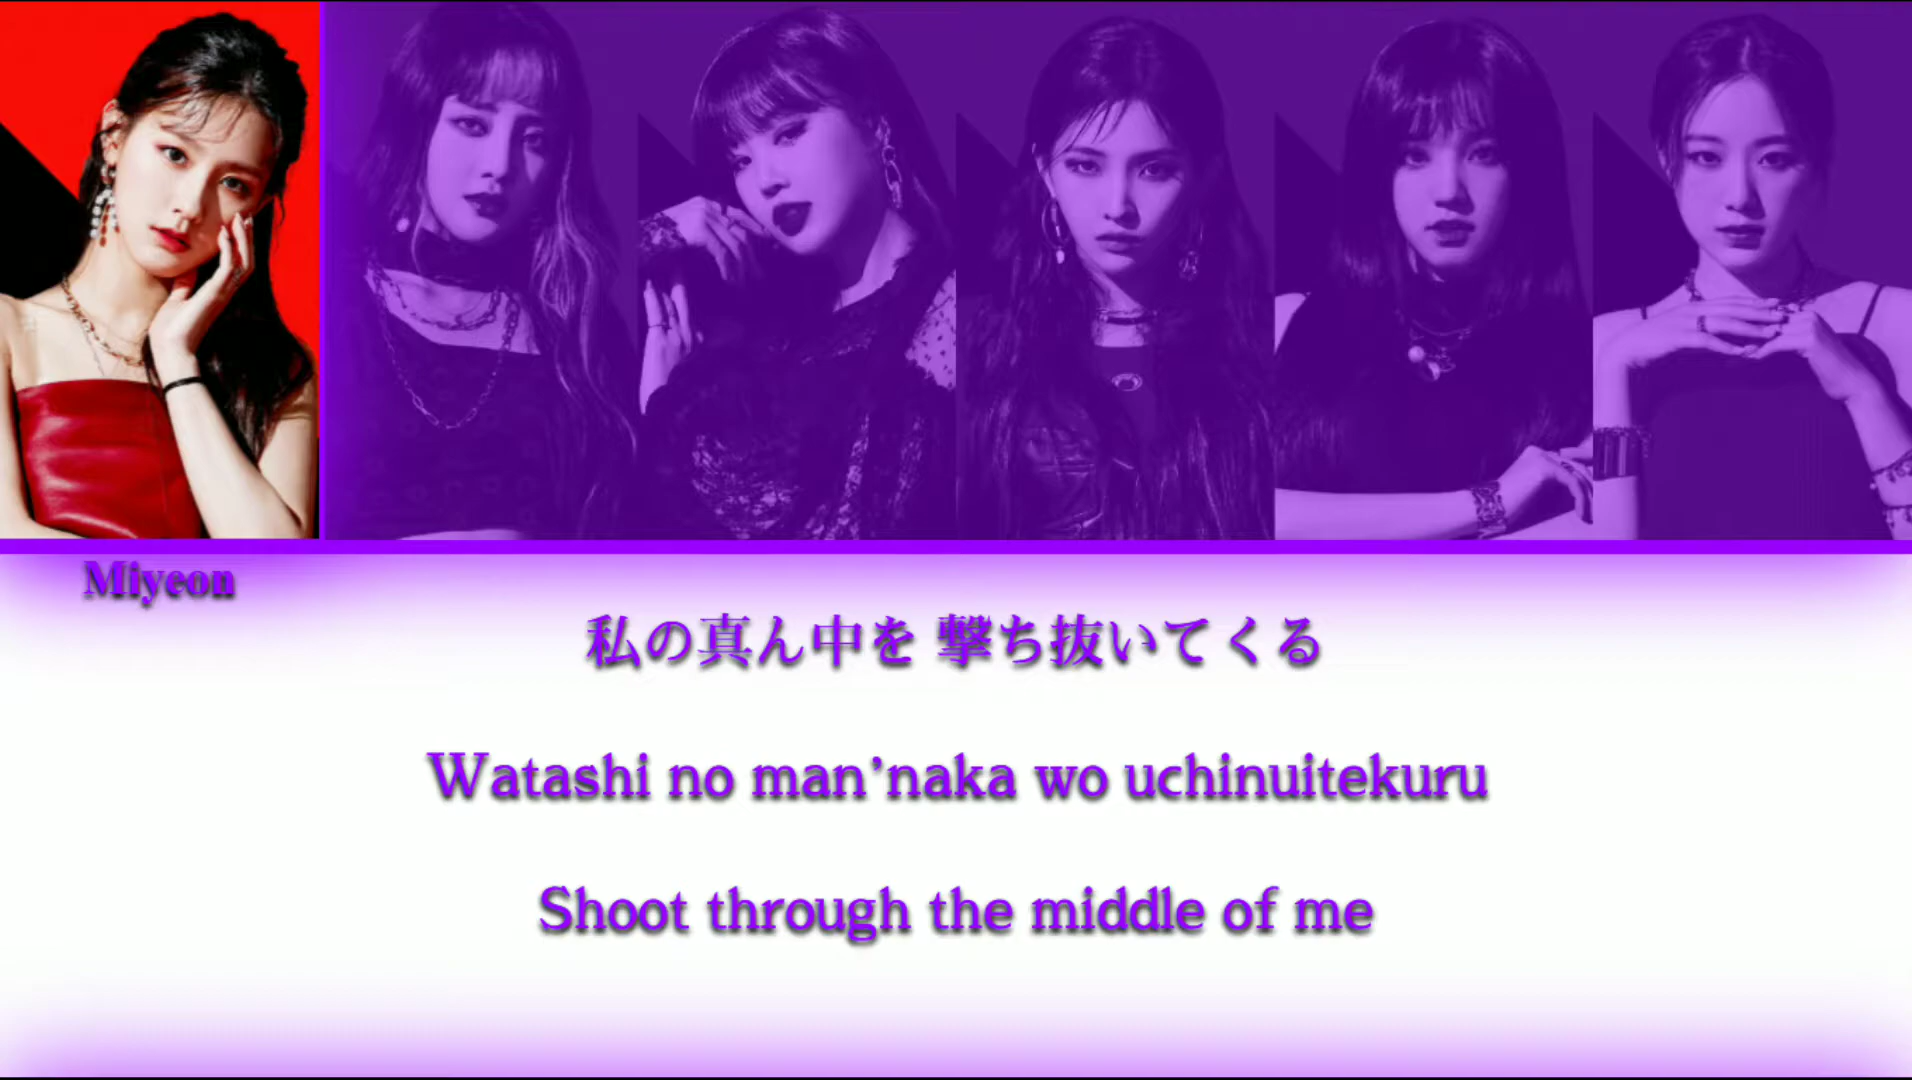 Miyeon
私の真ん中を 撃ち抜いてくる
Watashi no man’naka wo uchinuitekuru
Shoot through the middle of me